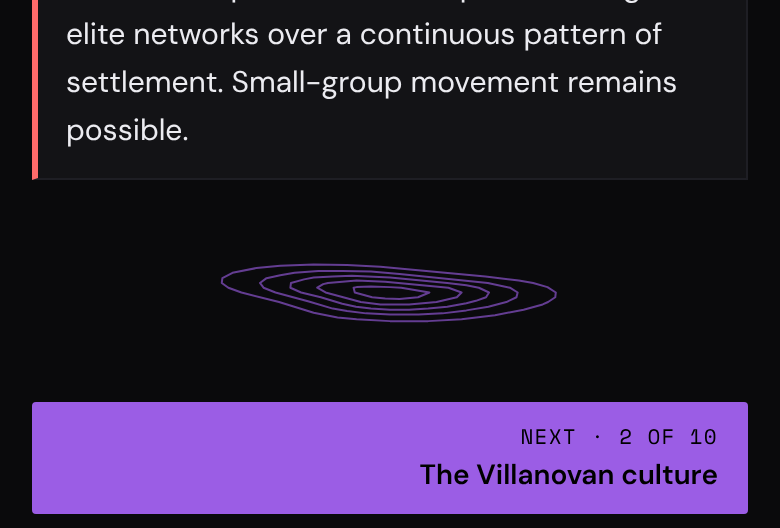 elite networks over a continuous pattern of
settlement. Small-group movement remains
possible.
NEXT · 2 OF 10
The Villanovan culture